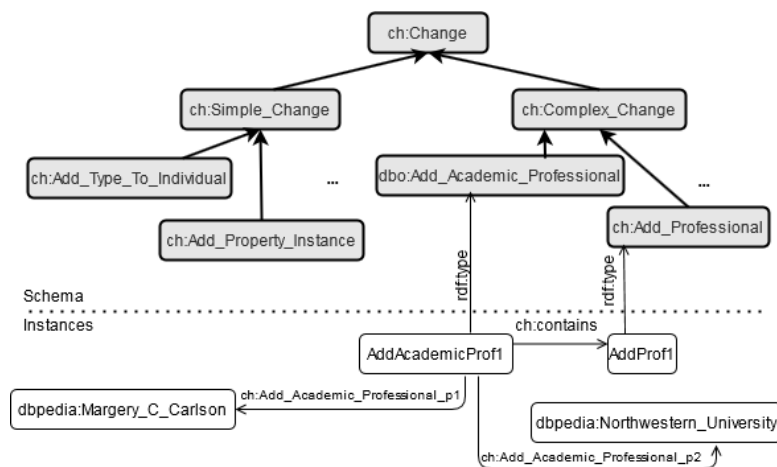 ch:Change
ch:Simple_Change
ch:Complex_Change
ch:Add_Type_To_Individual
...
dbo:Add_Academic_Professional
...
ch:Add_Property_Instance
ch:Add_Professional
rdf:type
rdf:type
Schema
Instances
ch:contains
AddAcademicProf1
AddProf1
ch:Add_Academic_Professional_p1
dbpedia:Margery_C_Carlson
dbpedia:Northwestern_University
ch:Add_Academic_Professional_p2